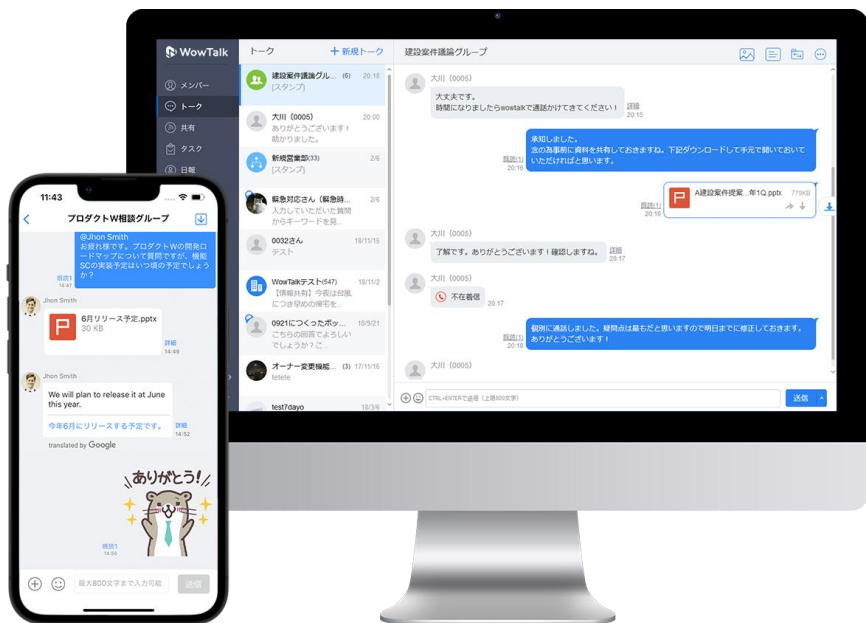 WowTalk
メンバー
トーク
共有
タスク
日報
トーク
新規トーク
建設案件議論グル... (6) 20:18
[スタンプ]
大川 (0005) 20:00
ありがとうございます！
助かりました。
新規営業部(33) 2/6
[スタンプ]
緊急対応さん（緊急時... 2/6
入力していただいた質問
からキーワードを見...
0032さん 18/11/15
テスト
WowTalkテスト(547) 18/11/2
【情報共有】今夜は台風
につき早めの帰宅を...
0921につくったボッ... 18/9/21
こちらの回答でよろしい
でしょうか？こ...
オーナー変更機能... (3) 17/11/16
tetete
test7dayo 18/3/6
建設案件議論グループ
大川 (0005)
大丈夫です。
時間になりましたらwowtalkで通話かけてきてください！
詳細
20:15
承知しました。
念の為事前に資料を共有しておきますね。下記ダウンロードして手元で開いておいて
いただければと思います。
既読(1)
20:16
A建設案件提案...年1Q.pptx 779KB
既読(1)
20:16
大川 (0005)
了解です。ありがとうございます！確認しますね。
詳細
20:17
大川 (0005)
不在着信
20:17
個別に通話しました。疑問点は最もだと思いますので明日までに修正しておきます。
ありがとうございます！
既読(1)
20:18
大川 (0005)
CTRL+ENTERで送信（上限800文字）
送信
11:43
プロダクトW相談グループ
@Jhon Smith
お疲れ様です。プロダクトWの開発ロ
ードマップについて質問ですが、機能
SCの実装予定はいつ頃の予定でしょう
か？
既読1
14:47
Jhon Smith
6月リリース予定.pptx
30 KB
詳細
14:49
Jhon Smith
We will plan to release it at June
this year.
今年6月にリリースする予定です。
詳細
14:52
translated by Google
ありがとう!
既読1
14:56
最大800文字まで入力可能
送信